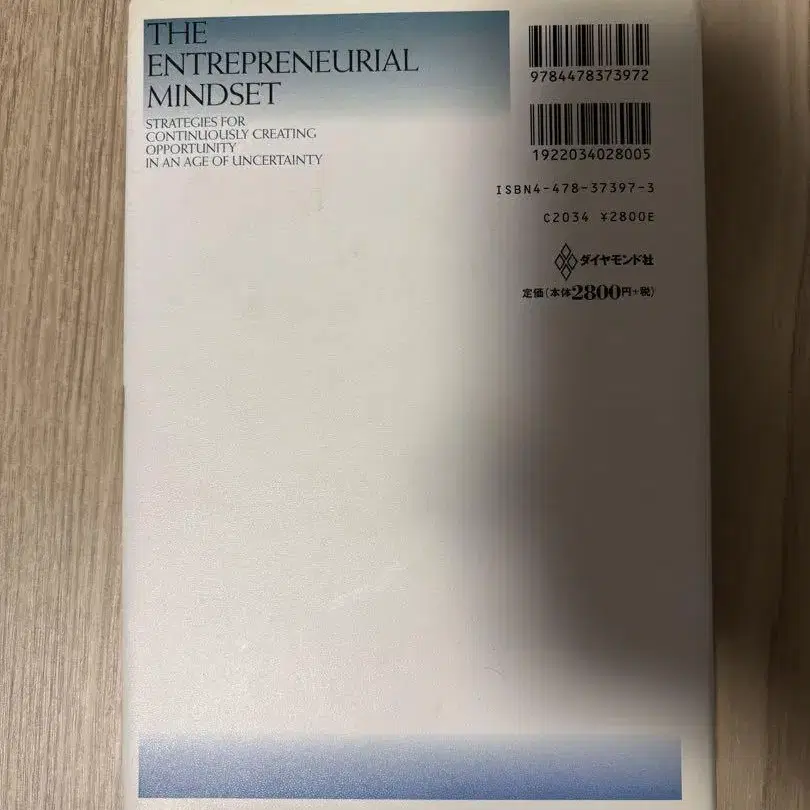 THE
ENTREPRENEURIAL
MINDSET
STRATEGIES FOR
CONTINUOUSLY CREATING
OPPORTUNITY
IN AN AGE OF UNCERTAINTY
9784478373972
1922034028005
ISBN4-478-37397-3
C2034 ¥2800E
ダイヤモンド社
定価(本体2800円+税)